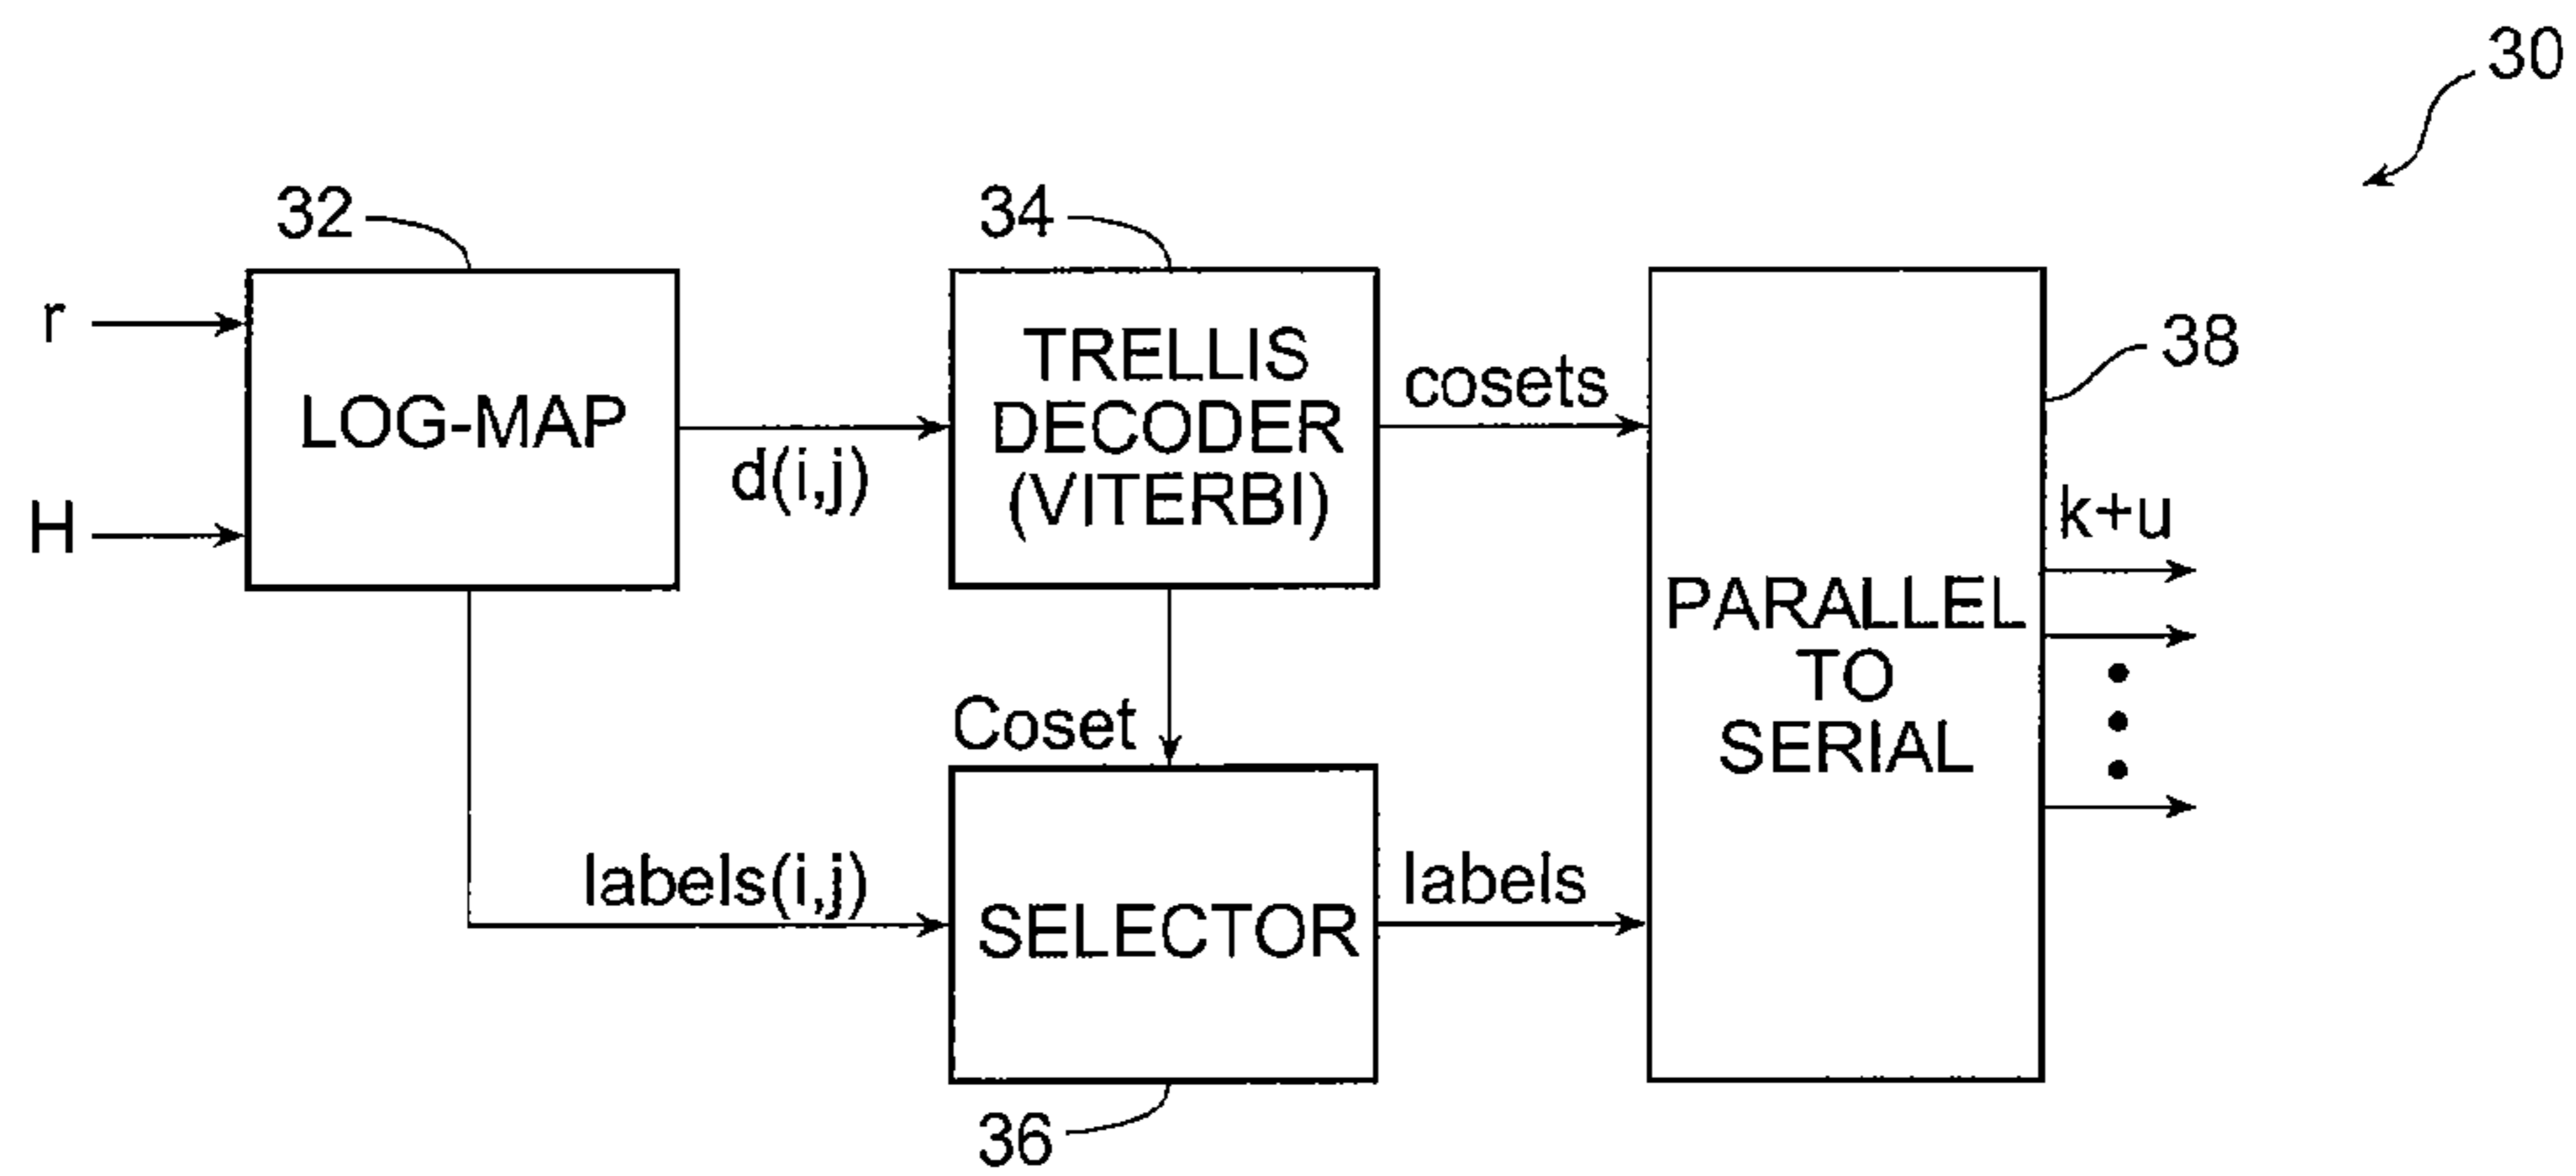 30
32
34
r
H
LOG-MAP
d(i,j)
TRELLIS
DECODER
(VITERBI)
cosets
38
k+u
PARALLEL
TO
SERIAL
Coset
labels(i,j)
SELECTOR
labels
36